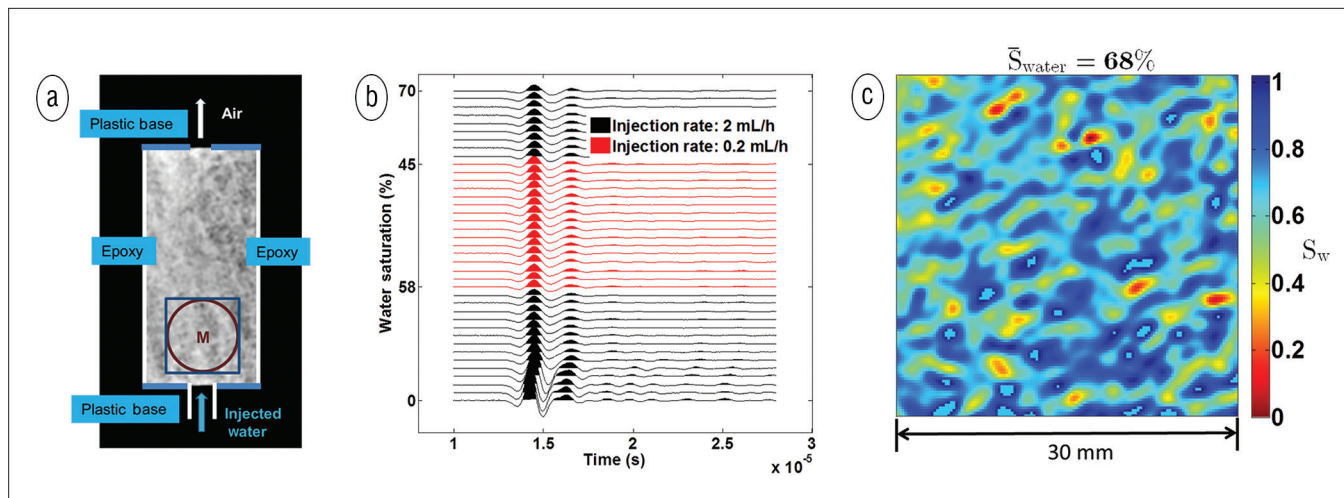 a
Plastic base
Air
Epoxy
Epoxy
M
Plastic base
Injected
water
b
Water saturation (%)
70
45
58
0
Injection rate: 2 mL/h
Injection rate: 0.2 mL/h
1
1.5
2
2.5
3
Time (s)
x 10⁻⁵
c
S̅water = 68%
1
0.8
0.6
0.4
0.2
0
Sw
30 mm